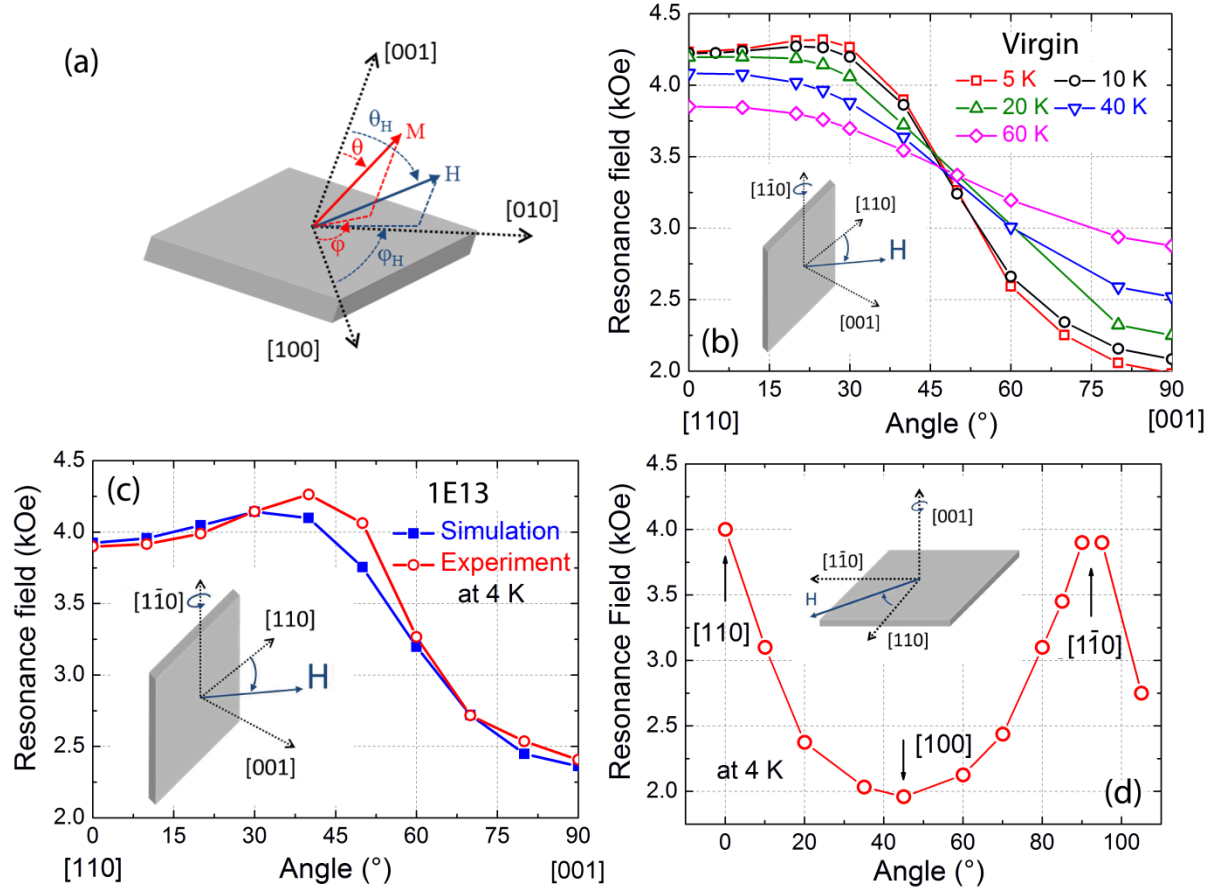 (a)
[001]
θH
M
θ
H
[010]
φ
φH
[100]
Resonance field (kOe)
4.5
4.0
3.5
3.0
2.5
2.0
Virgin
5 K
10 K
20 K
40 K
60 K
[11̄0]
[110]
H
[001]
(b)
0 15 30 45 60 75 90
[110] Angle (°) [001]
Resonance field (kOe)
4.5
4.0
3.5
3.0
2.5
2.0
(c)
1E13
Simulation
Experiment
at 4 K
[11̄0]
[110]
H
[001]
0 15 30 45 60 75 90
[110] Angle (°) [001]
Resonance Field (kOe)
4.5
4.0
3.5
3.0
2.5
2.0
[001]
[11̄0]
H
[110]
[110]
[11̄0]
[100]
at 4 K
(d)
0 20 40 60 80 100
Angle (°)